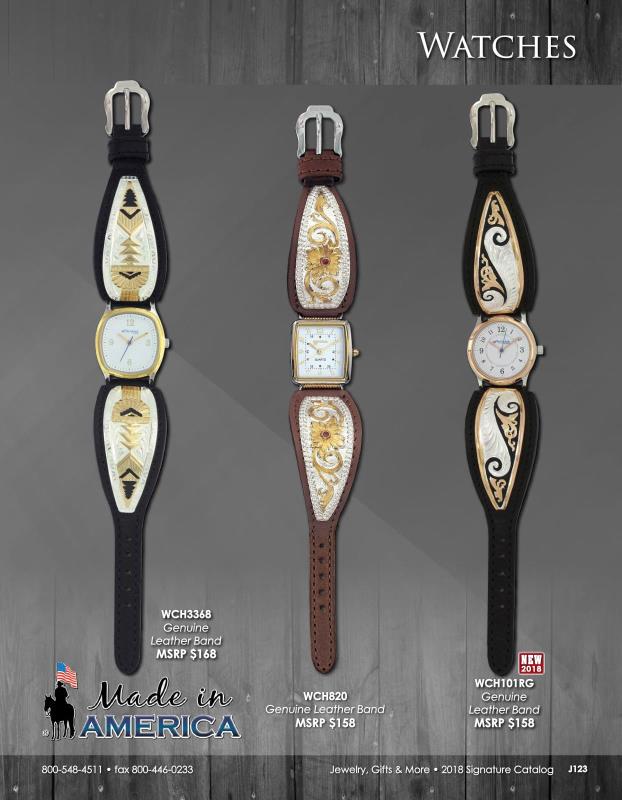 Watches
WCH3368
Genuine
Leather Band
MSRP $168
WCH820
Genuine Leather Band
MSRP $158
NEW
2018
WCH101RG
Genuine
Leather Band
MSRP $158
Made in
AMERICA
800-548-4511 • fax 800-446-0233
Jewelry, Gifts & More • 2018 Signature Catalog J123